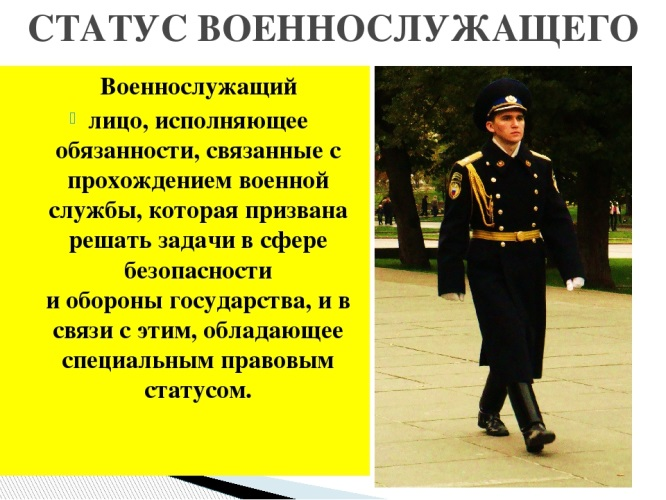 СТАТУС ВОЕННОСЛУЖАЩЕГО
Военнослужащий
лицо, исполняющее
обязанности, связанные с
прохождением военной
службы, которая призвана
решать задачи в сфере
безопасности
и обороны государства, и в
связи с этим, обладающее
специальным правовым
статусом.